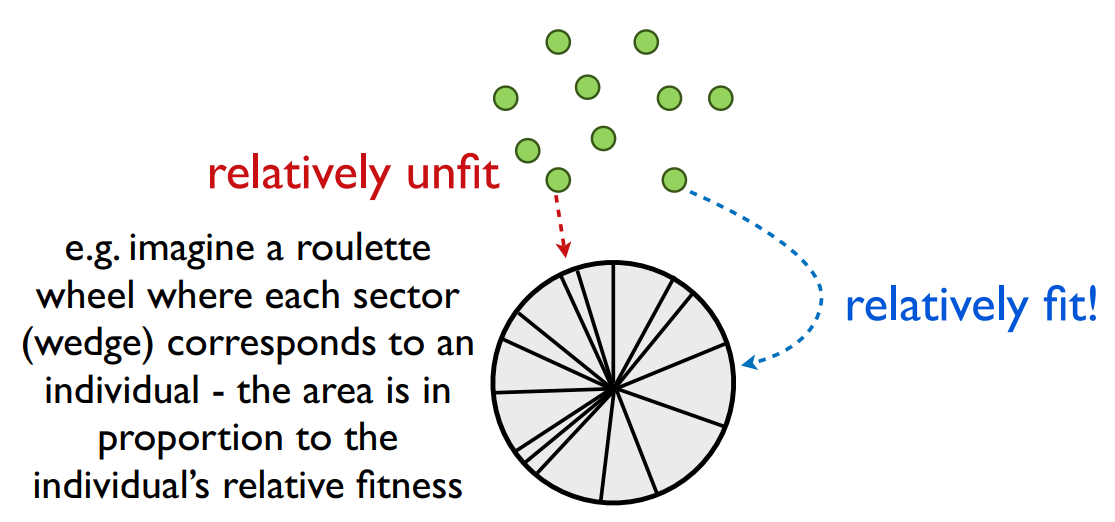 relatively unfit
e.g. imagine a roulette
wheel where each sector
(wedge) corresponds to an
individual - the area is in
proportion to the
individual’s relative fitness
relatively fit!